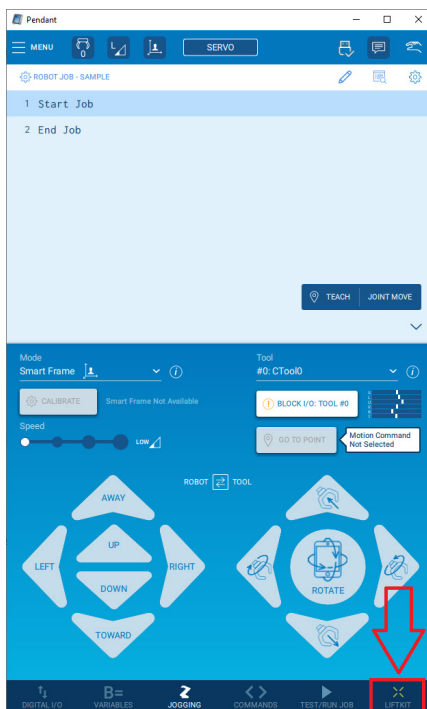 Pendant
MENU
0
L
SERVO
ROBOT JOB - SAMPLE
1 Start Job
2 End Job
TEACH JOINT MOVE
Mode
Smart Frame
Tool
#0: CTool0
CALIBRATE
Smart Frame Not Available
BLOCK I/O: TOOL #0
S
L
U
R
B
T
Speed
LOW
GO TO POINT
Motion Command
Not Selected
ROBOT TOOL
AWAY
UP
LEFT
RIGHT
DOWN
TOWARD
ROTATE
DIGITAL I/O
B=
VARIABLES
JOGGING
COMMANDS
TEST/RUN JOB
LIFTKIT